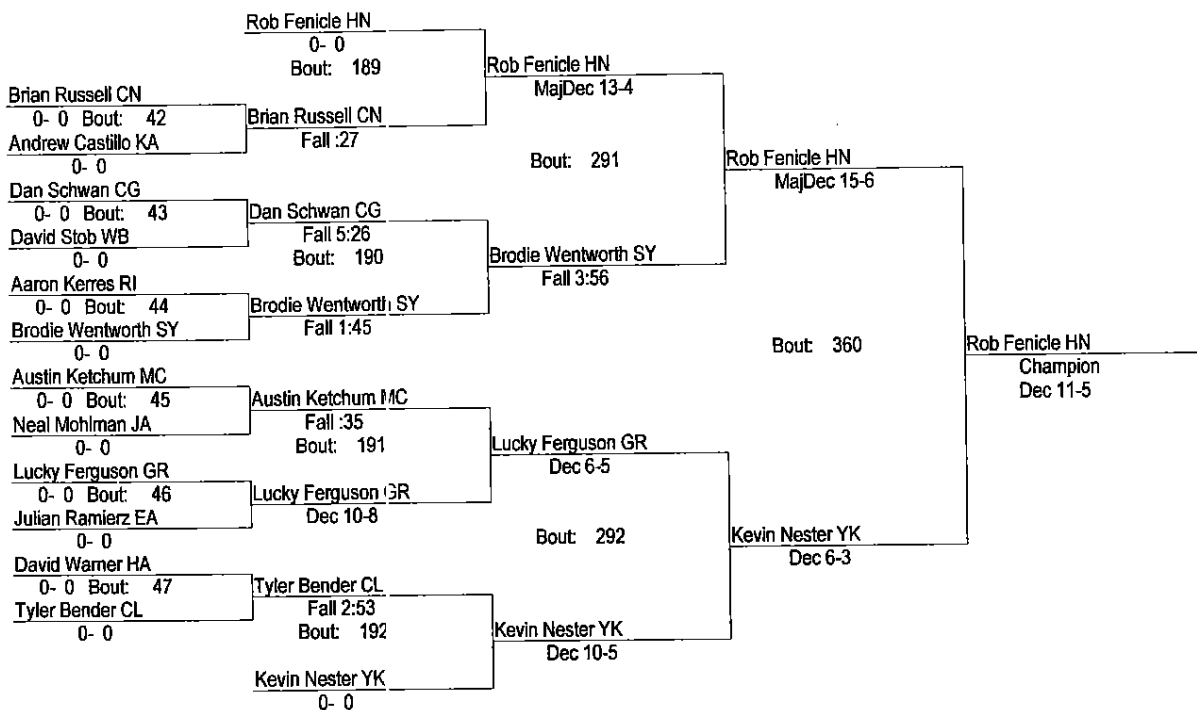 Rob Fenicle HN
0- 0
Bout: 189
Rob Fenicle HN
MajDec 13-4
Brian Russell CN
0- 0 Bout: 42
Brian Russell CN
Fall :27
Andrew Castillo KA
0- 0
Bout: 291
Rob Fenicle HN
MajDec 15-6
Dan Schwan CG
0- 0 Bout: 43
Dan Schwan CG
Fall 5:26
David Stob WB
0- 0
Bout: 190
Brodie Wentworth SY
Fall 3:56
Aaron Kerres RI
0- 0 Bout: 44
Brodie Wentworth SY
Fall 1:45
Brodie Wentworth SY
0- 0
Bout: 360
Rob Fenicle HN
Champion
Dec 11-5
Austin Ketchum MC
0- 0 Bout: 45
Austin Ketchum MC
Fall :35
Neal Mohlman JA
0- 0
Bout: 191
Lucky Ferguson GR
Dec 6-5
Lucky Ferguson GR
0- 0 Bout: 46
Lucky Ferguson GR
Dec 10-8
Julian Ramierz EA
0- 0
Bout: 292
Kevin Nester YK
Dec 6-3
David Warner HA
0- 0 Bout: 47
Tyler Bender CL
Fall 2:53
Tyler Bender CL
0- 0
Bout: 192
Kevin Nester YK
Dec 10-5
Kevin Nester YK
0- 0